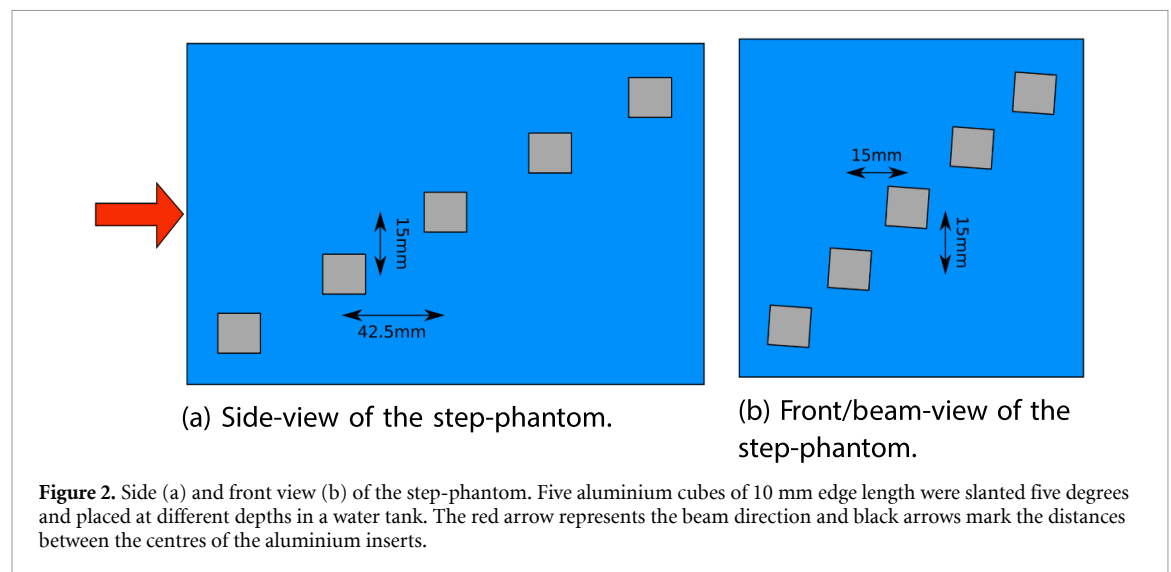 15mm
42.5mm
15mm
15mm
(a) Side-view of the step-phantom.
(b) Front/beam-view of the
step-phantom.
Figure 2. Side (a) and front view (b) of the step-phantom. Five aluminium cubes of 10 mm edge length were slanted five degrees
and placed at different depths in a water tank. The red arrow represents the beam direction and black arrows mark the distances
between the centres of the aluminium inserts.